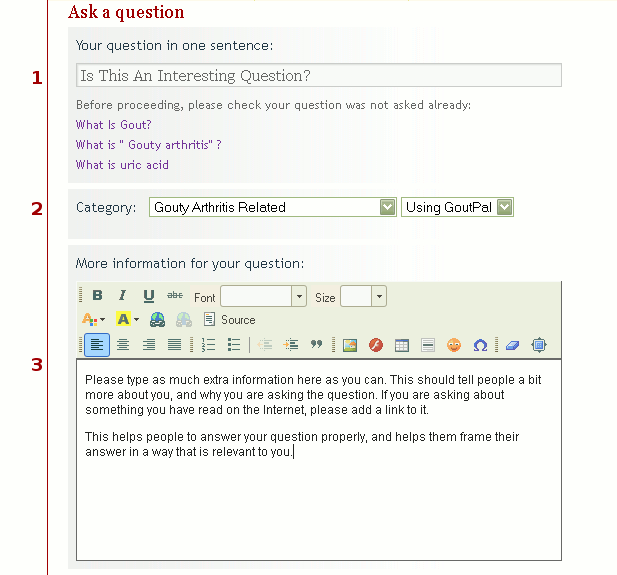 Ask a question
Your question in one sentence:
1
Is This An Interesting Question?
Before proceeding, please check your question was not asked already:
What Is Gout?
What is " Gouty arthritis" ?
What is uric acid
2
Category: Gouty Arthritis Related Using GoutPal
More information for your question:
B I U abc Font Size
A A Source
3
Please type as much extra information here as you can. This should tell people a bit
more about you, and why you are asking the question. If you are asking about
something you have read on the Internet, please add a link to it.
This helps people to answer your question properly, and helps them frame their
answer in a way that is relevant to you.